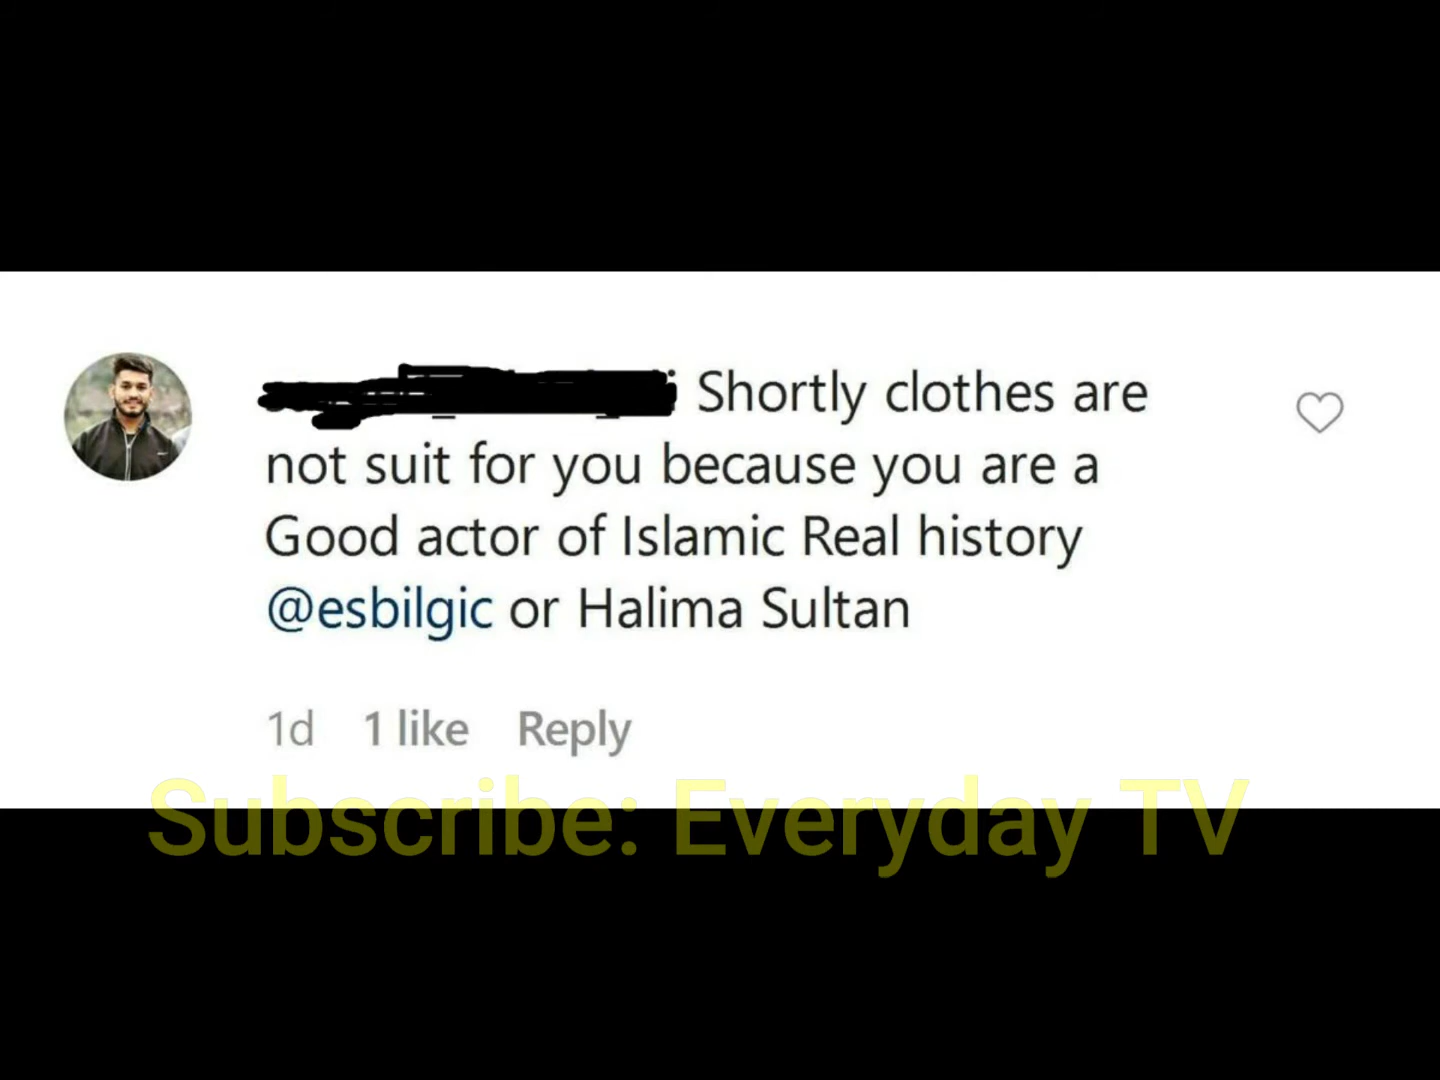 Shortly clothes are
not suit for you because you are a
Good actor of Islamic Real history
@esbilgic or Halima Sultan
1d 1 like Reply
Subscribe: Everyday TV